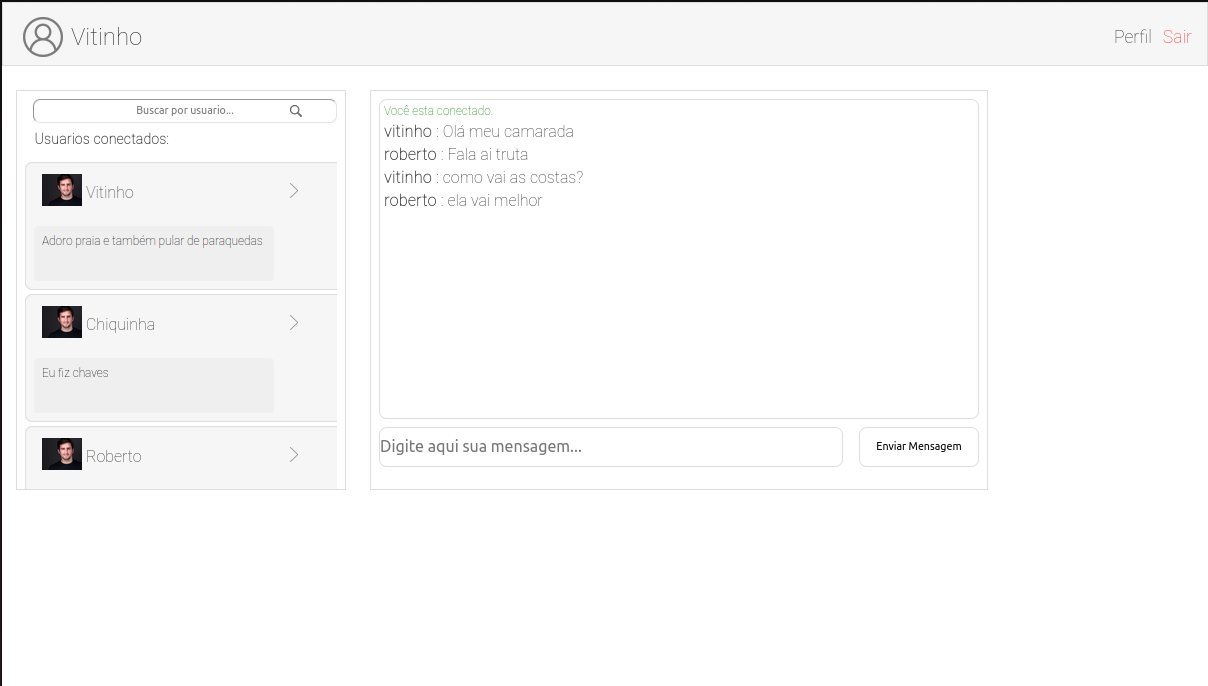 Vitinho
Perfil Sair
Buscar por usuario...
Usuarios conectados:
Vitinho
Adoro praia e também pular de paraquedas
Chiquinha
Eu fiz chaves
Roberto
Você esta conectado.
vitinho : Olá meu camarada
roberto : Fala ai truta
vitinho : como vai as costas?
roberto : ela vai melhor
Digite aqui sua mensagem...
Enviar Mensagem